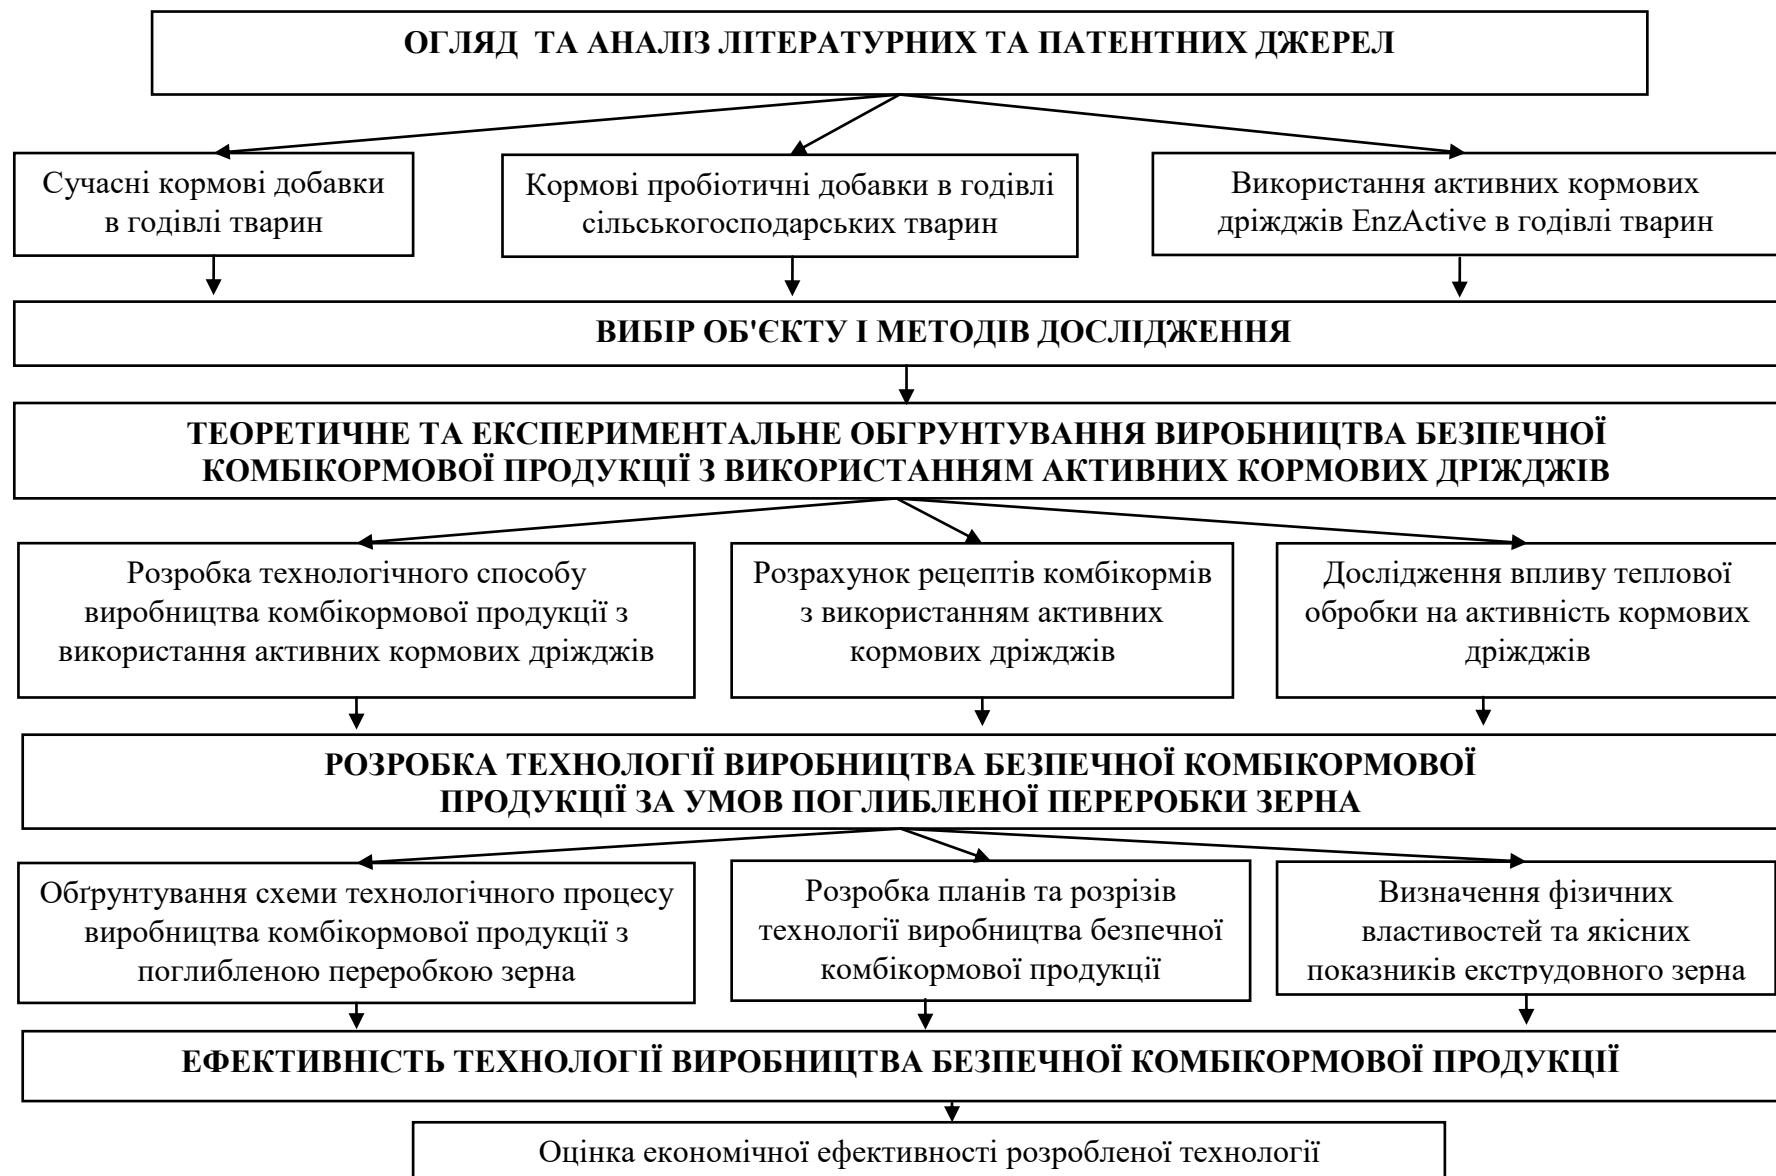 ОГЛЯД ТА АНАЛІЗ ЛІТЕРАТУРНИХ ТА ПАТЕНТНИХ ДЖЕРЕЛ
Сучасні кормові добавки
в годівлі тварин
Кормові пробіотичні добавки в годівлі
сільськогосподарських тварин
Використання активних кормових
дріжджів EnzActive в годівлі тварин
ВИБІР ОБ'ЄКТУ І МЕТОДІВ ДОСЛІДЖЕННЯ
ТЕОРЕТИЧНЕ ТА ЕКСПЕРИМЕНТАЛЬНЕ ОБГРУНТУВАННЯ ВИРОБНИЦТВА БЕЗПЕЧНОЇ
КОМБІКОРМОВОЇ ПРОДУКЦІЇ З ВИКОРИСТАННЯМ АКТИВНИХ КОРМОВИХ ДРІЖДЖІВ
Розробка технологічного способу
виробництва комбікормової продукції з
використання активних кормових дріжджів
Розрахунок рецептів комбікормів
з використанням активних
кормових дріжджів
Дослідження впливу теплової
обробки на активність кормових
дріжджів
РОЗРОБКА ТЕХНОЛОГІЇ ВИРОБНИЦТВА БЕЗПЕЧНОЇ КОМБІКОРМОВОЇ
ПРОДУКЦІЇ ЗА УМОВ ПОГЛИБЛЕНОЇ ПЕРЕРОБКИ ЗЕРНА
Обґрунтування схеми технологічного процесу
виробництва комбікормової продукції з
поглибленою переробкою зерна
Розробка планів та розрізів
технології виробництва безпечної
комбікормової продукції
Визначення фізичних
властивостей та якісних
показників екструдовного зерна
ЕФЕКТИВНІСТЬ ТЕХНОЛОГІЇ ВИРОБНИЦТВА БЕЗПЕЧНОЇ КОМБІКОРМОВОЇ ПРОДУКЦІЇ
Оцінка економічної ефективності розробленої технології